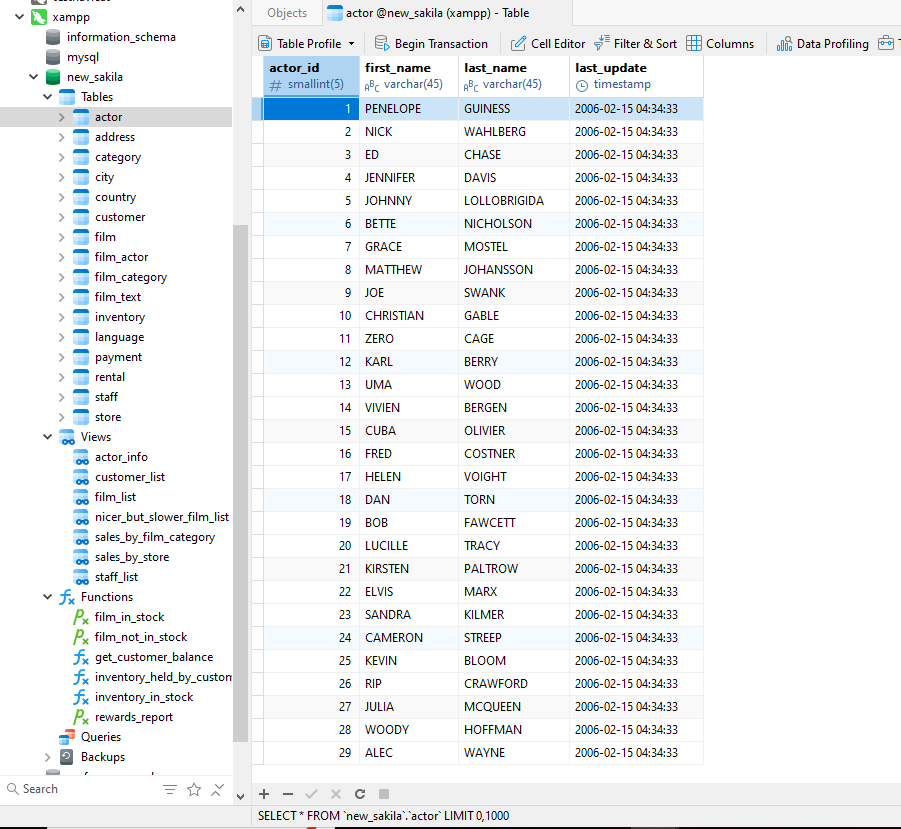 xampp
information_schema
mysql
new_sakila
Tables
actor
address
category
city
country
customer
film
film_actor
film_category
film_text
inventory
language
payment
rental
staff
store
Views
actor_info
customer_list
film_list
nicer_but_slower_film_list
sales_by_film_category
sales_by_store
staff_list
Functions
film_in_stock
film_not_in_stock
get_customer_balance
inventory_held_by_custom
inventory_in_stock
rewards_report
Queries
Backups
Search
Objects actor @new_sakila (xampp) - Table
Table Profile Begin Transaction Cell Editor Filter & Sort Columns Data Profiling
actor_id first_name last_name last_update
# smallint(5) ABC varchar(45) ABC varchar(45) timestamp
1 PENELOPE GUINESS 2006-02-15 04:34:33
2 NICK WAHLBERG 2006-02-15 04:34:33
3 ED CHASE 2006-02-15 04:34:33
4 JENNIFER DAVIS 2006-02-15 04:34:33
5 JOHNNY LOLLOBRIGIDA 2006-02-15 04:34:33
6 BETTE NICHOLSON 2006-02-15 04:34:33
7 GRACE MOSTEL 2006-02-15 04:34:33
8 MATTHEW JOHANSSON 2006-02-15 04:34:33
9 JOE SWANK 2006-02-15 04:34:33
10 CHRISTIAN GABLE 2006-02-15 04:34:33
11 ZERO CAGE 2006-02-15 04:34:33
12 KARL BERRY 2006-02-15 04:34:33
13 UMA WOOD 2006-02-15 04:34:33
14 VIVIEN BERGEN 2006-02-15 04:34:33
15 CUBA OLIVIER 2006-02-15 04:34:33
16 FRED COSTNER 2006-02-15 04:34:33
17 HELEN VOIGHT 2006-02-15 04:34:33
18 DAN TORN 2006-02-15 04:34:33
19 BOB FAWCETT 2006-02-15 04:34:33
20 LUCILLE TRACY 2006-02-15 04:34:33
21 KIRSTEN PALTROW 2006-02-15 04:34:33
22 ELVIS MARX 2006-02-15 04:34:33
23 SANDRA KILMER 2006-02-15 04:34:33
24 CAMERON STREEP 2006-02-15 04:34:33
25 KEVIN BLOOM 2006-02-15 04:34:33
26 RIP CRAWFORD 2006-02-15 04:34:33
27 JULIA MCQUEEN 2006-02-15 04:34:33
28 WOODY HOFFMAN 2006-02-15 04:34:33
29 ALEC WAYNE 2006-02-15 04:34:33
SELECT * FROM `new_sakila`.`actor` LIMIT 0,1000